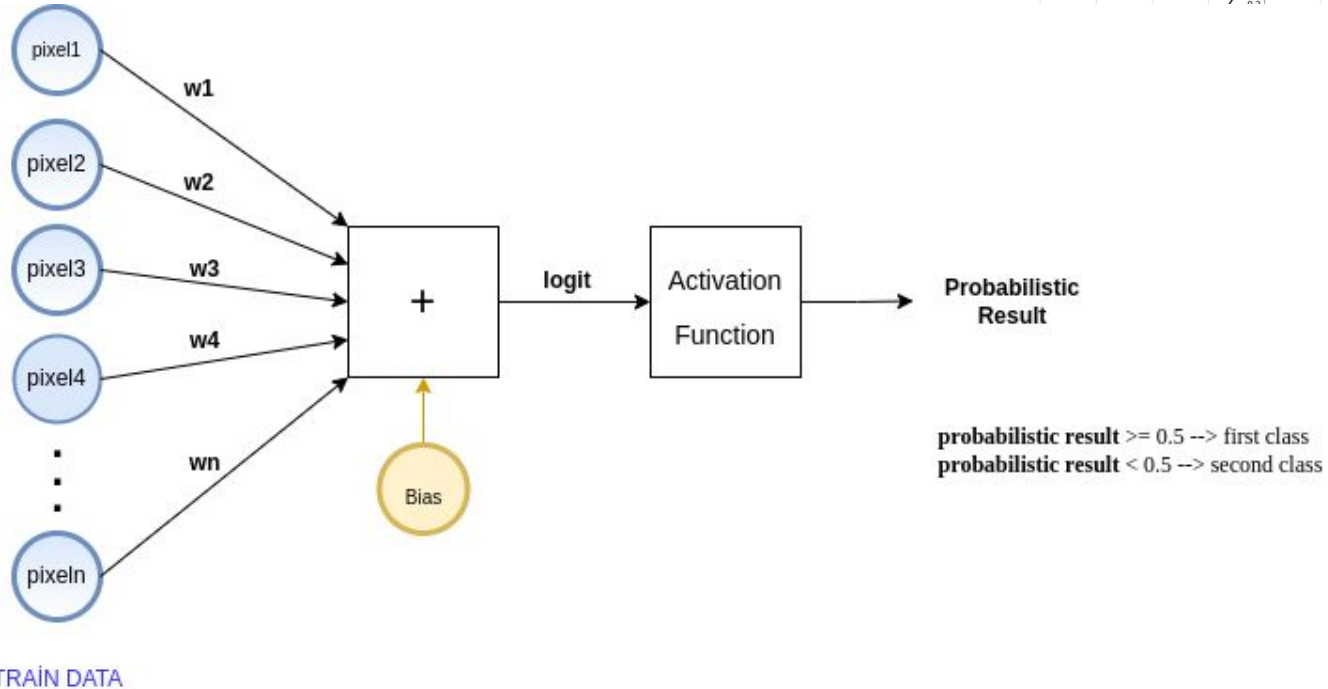 pixel1
w1
pixel2
w2
pixel3
w3
pixel4
w4
wn
pixeln
+
Bias
logit
Activation
Function
Probabilistic
Result
probabilistic result >= 0.5 --> first class
probabilistic result < 0.5 --> second class
TRAİN DATA